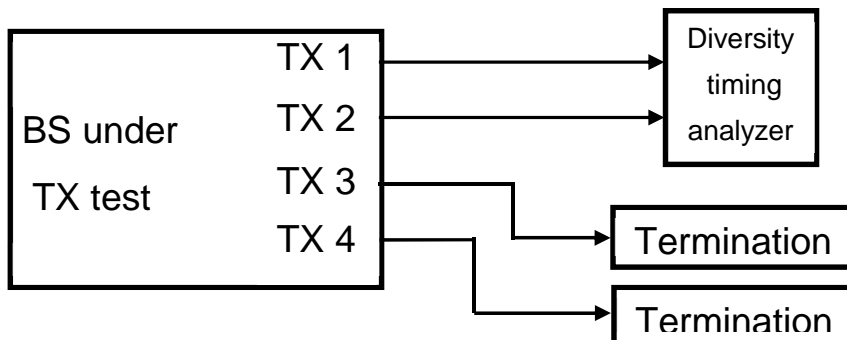 BS under
TX test
TX 1
TX 2
TX 3
TX 4
Diversity
timing
analyzer
Termination
Termination